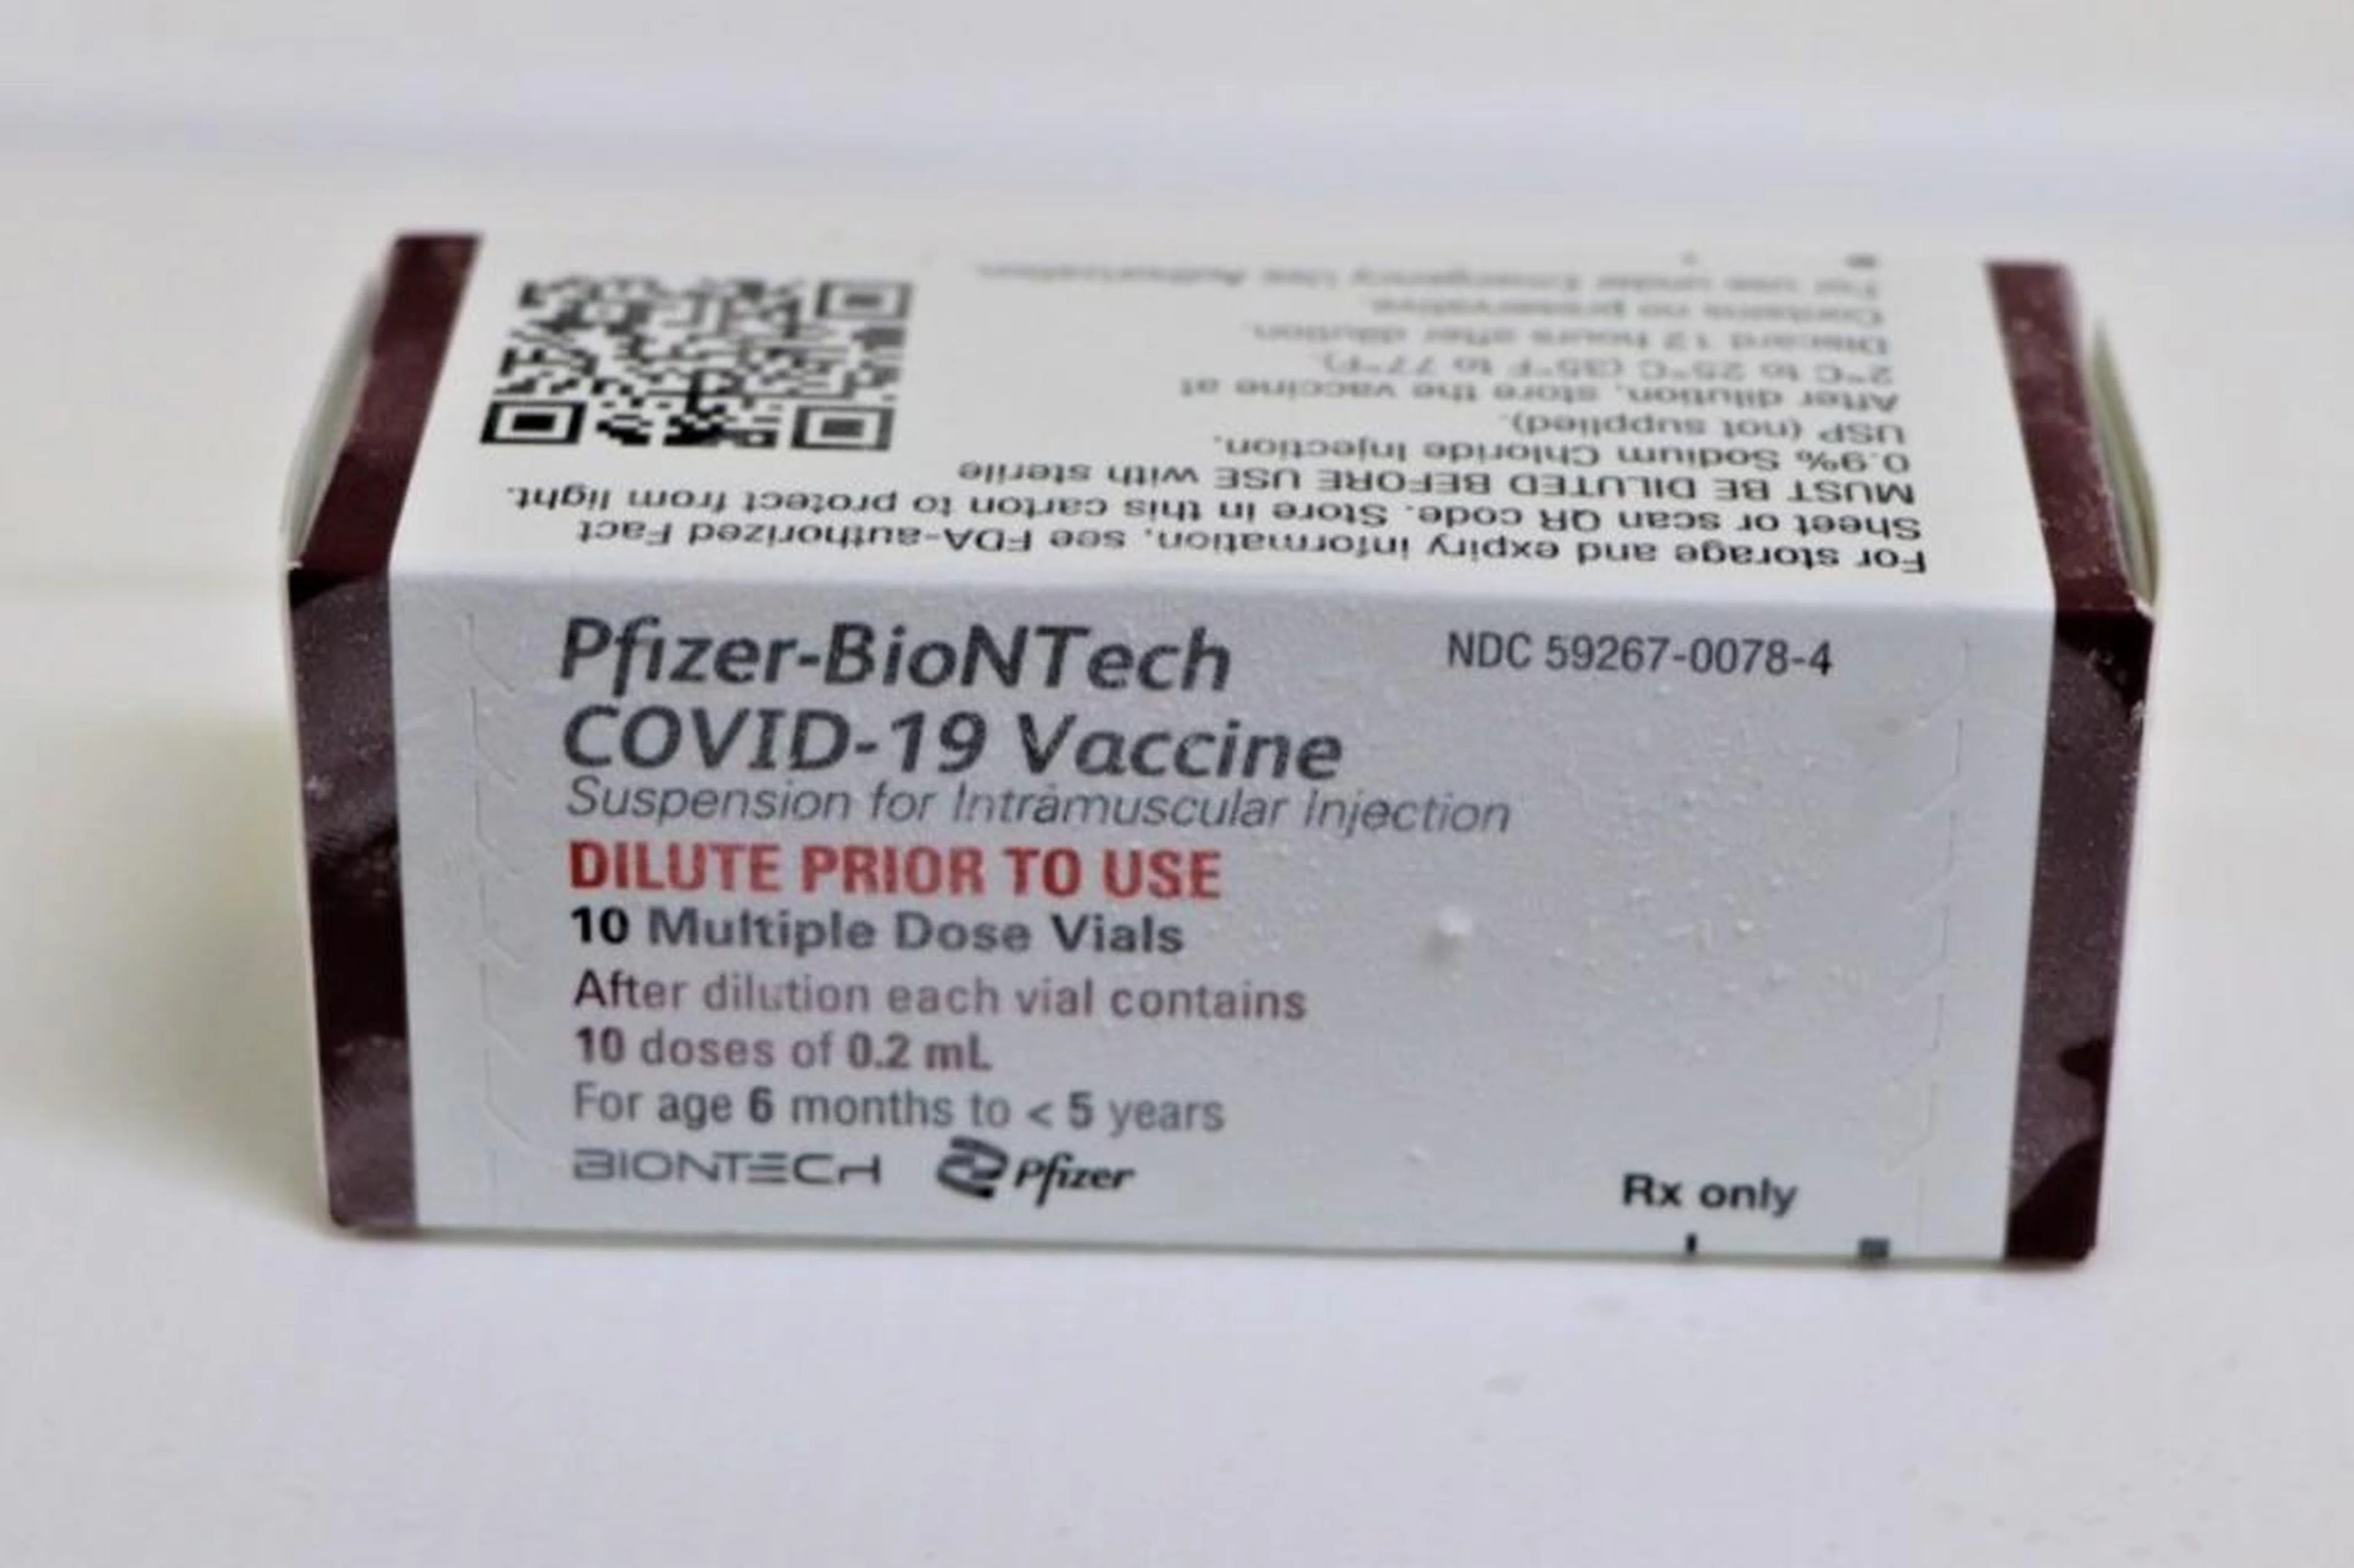 For storage and expiry information, see FDA-authorized Fact
Sheet or scan QR code. Store in this carton to protect from light.
MUST BE DILUTED BEFORE USE with sterile
0.9% Sodium Chloride Injection,
USP (not supplied).
After dilution, store the vaccine at
2°C to 25°C (35°F to 77°F).
Discard 12 hours after dilution.
Contains no preservative.
For use under Emergency Use Authorization.
Pfizer-BioNTech NDC 59267-0078-4
COVID-19 Vaccine
Suspension for Intramuscular Injection
DILUTE PRIOR TO USE
10 Multiple Dose Vials
After dilution each vial contains
10 doses of 0.2 mL
For age 6 months to < 5 years
BIONTECH Pfizer
Rx only